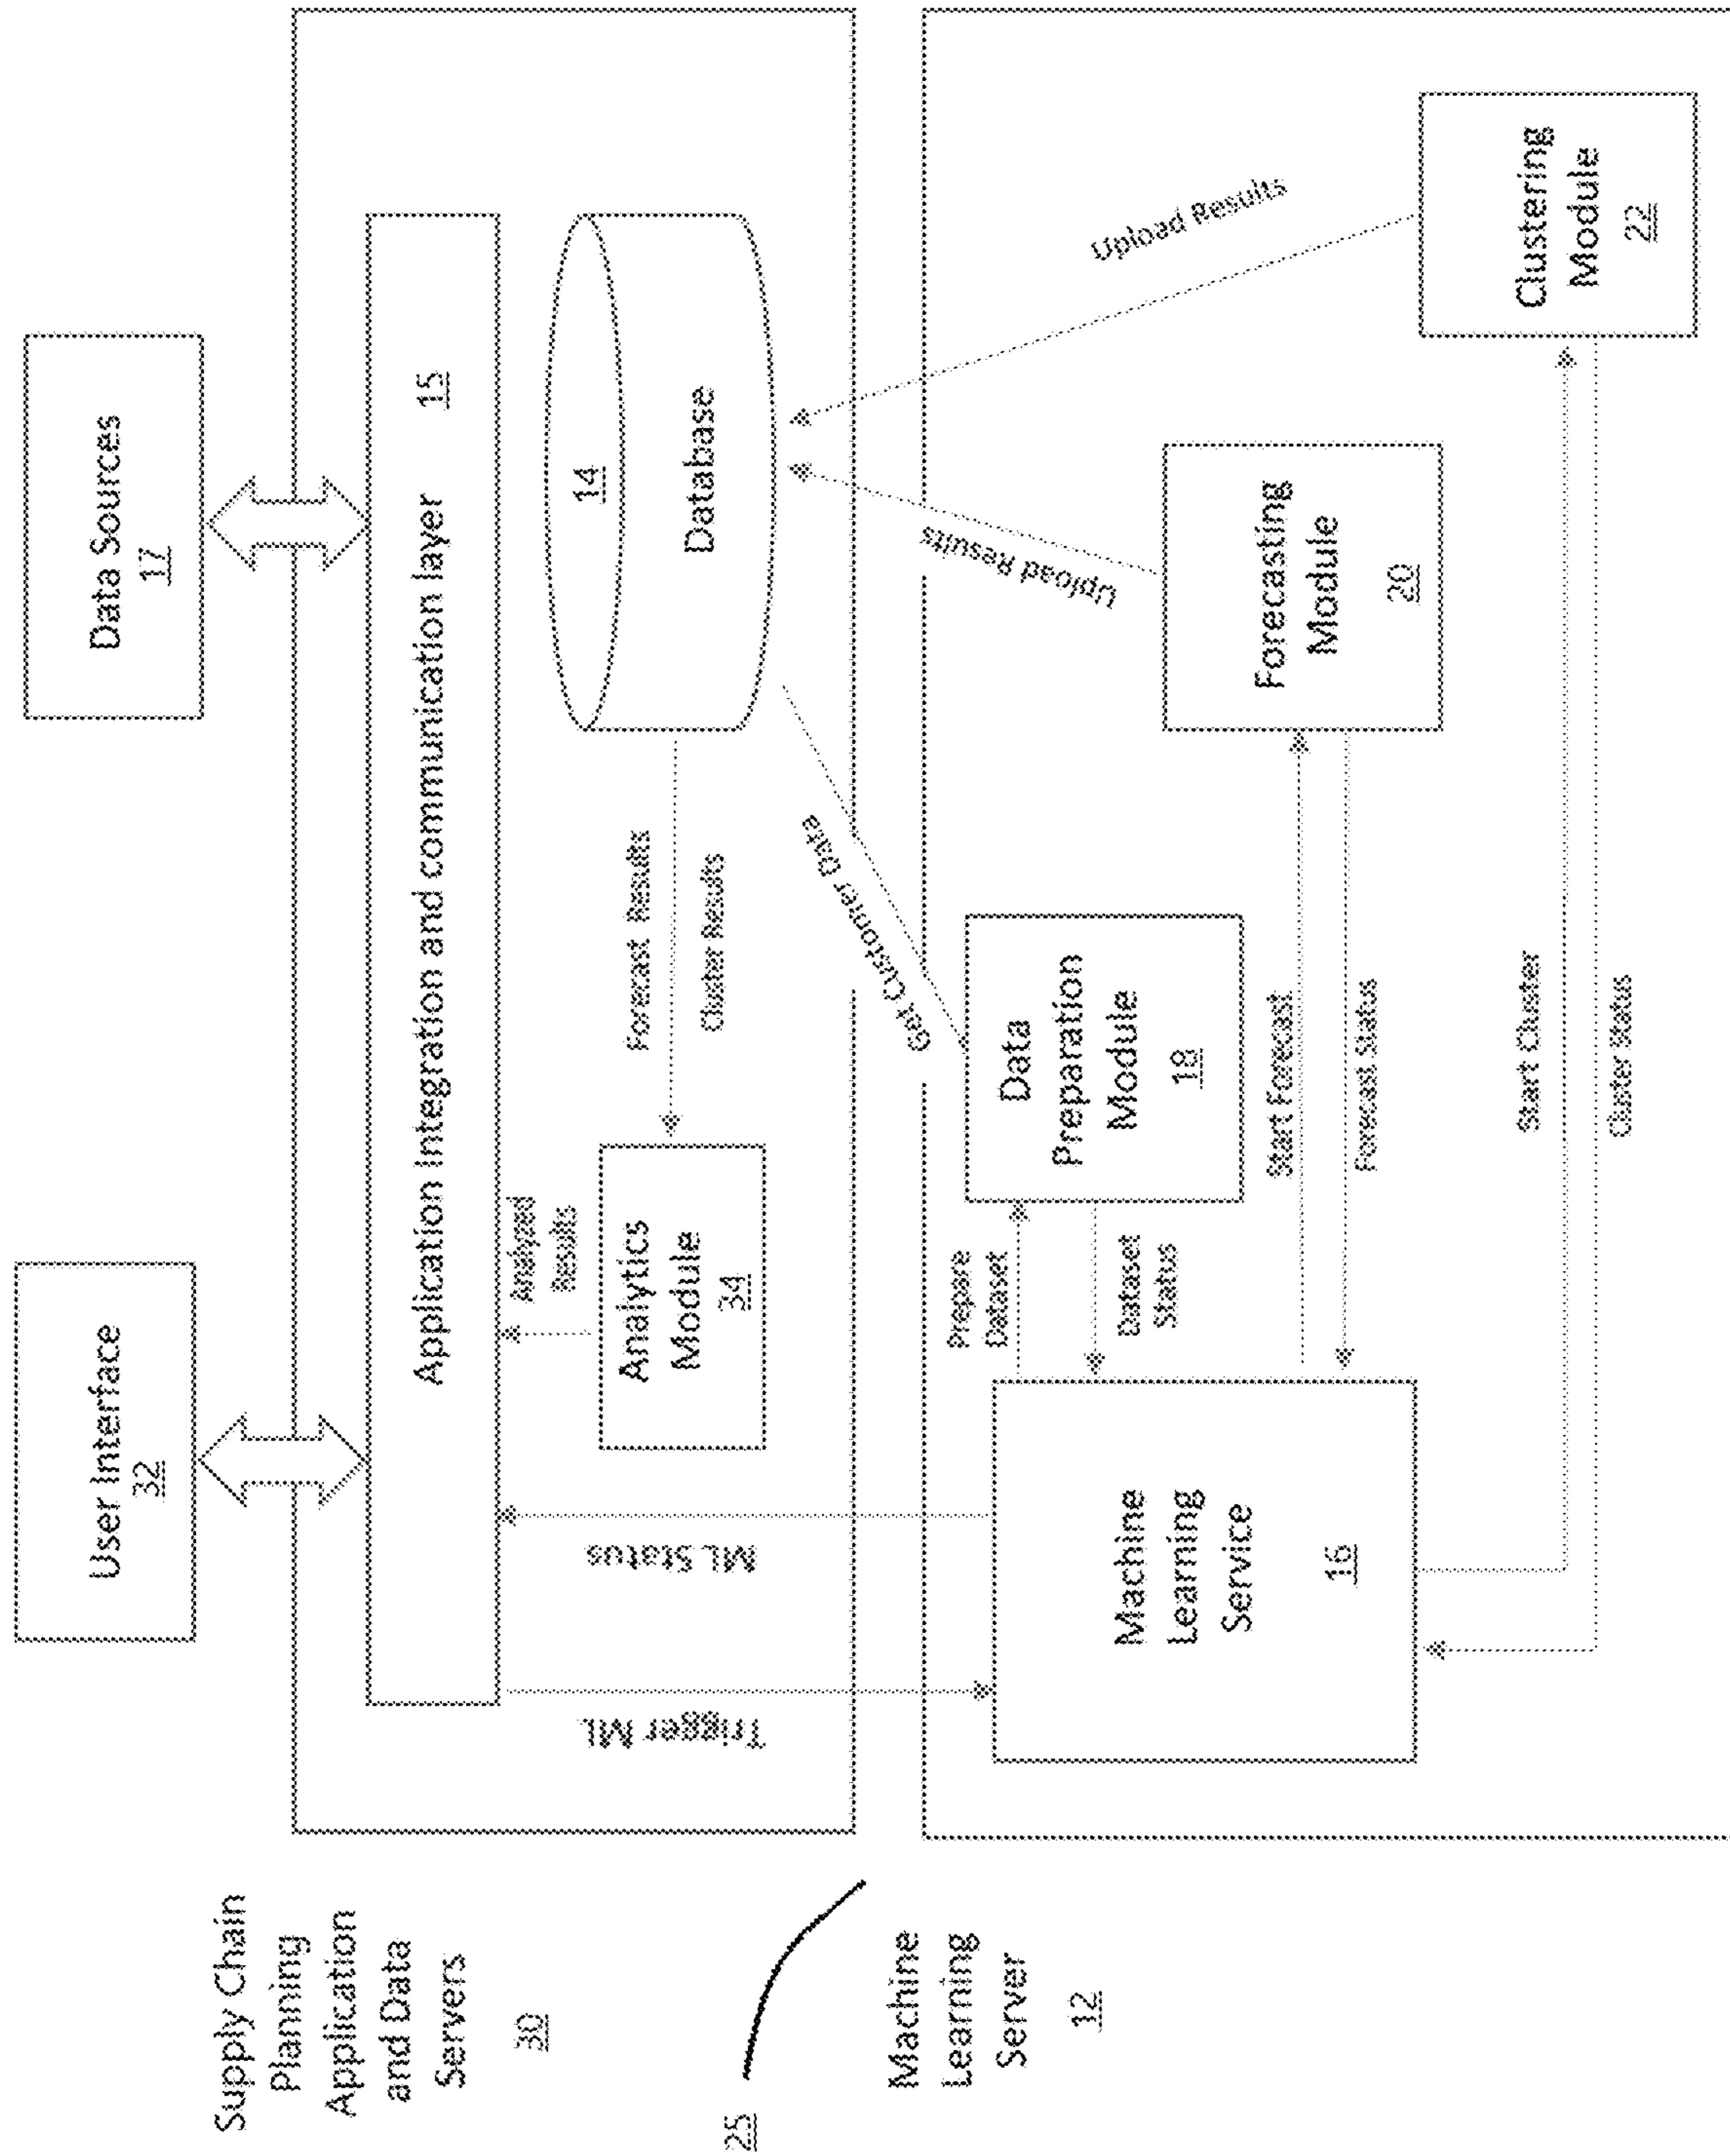 Supply Chain
Planning
Application
and Data
Servers
30
25
Machine
Learning
Server
12
User Interface
32
Data Sources
17
Application integration and communication layer 15
Trigger ML
ML Status
Analyzed
Results
Analytics
Module
34
Forecast Results
Cluster Results
14
Database
Get Customer Data
Upload Results
Upload Results
Machine
Learning
Service
16
Prepare
Dataset
Dataset
Status
Data
Preparation
Module
18
Start Forecast
Forecast Status
Forecasting
Module
20
Start Cluster
Cluster Status
Clustering
Module
22